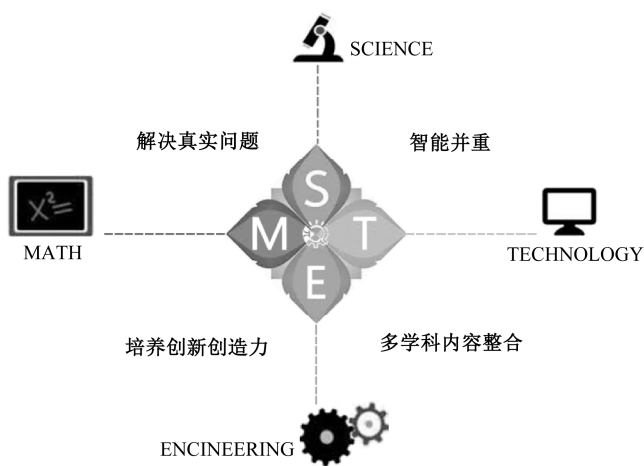 SCIENCE
解决真实问题
智能并重
S
X²=
M
T
MATH
TECHNOLOGY
E
培养创新创造力
多学科内容整合
ENCINEERING